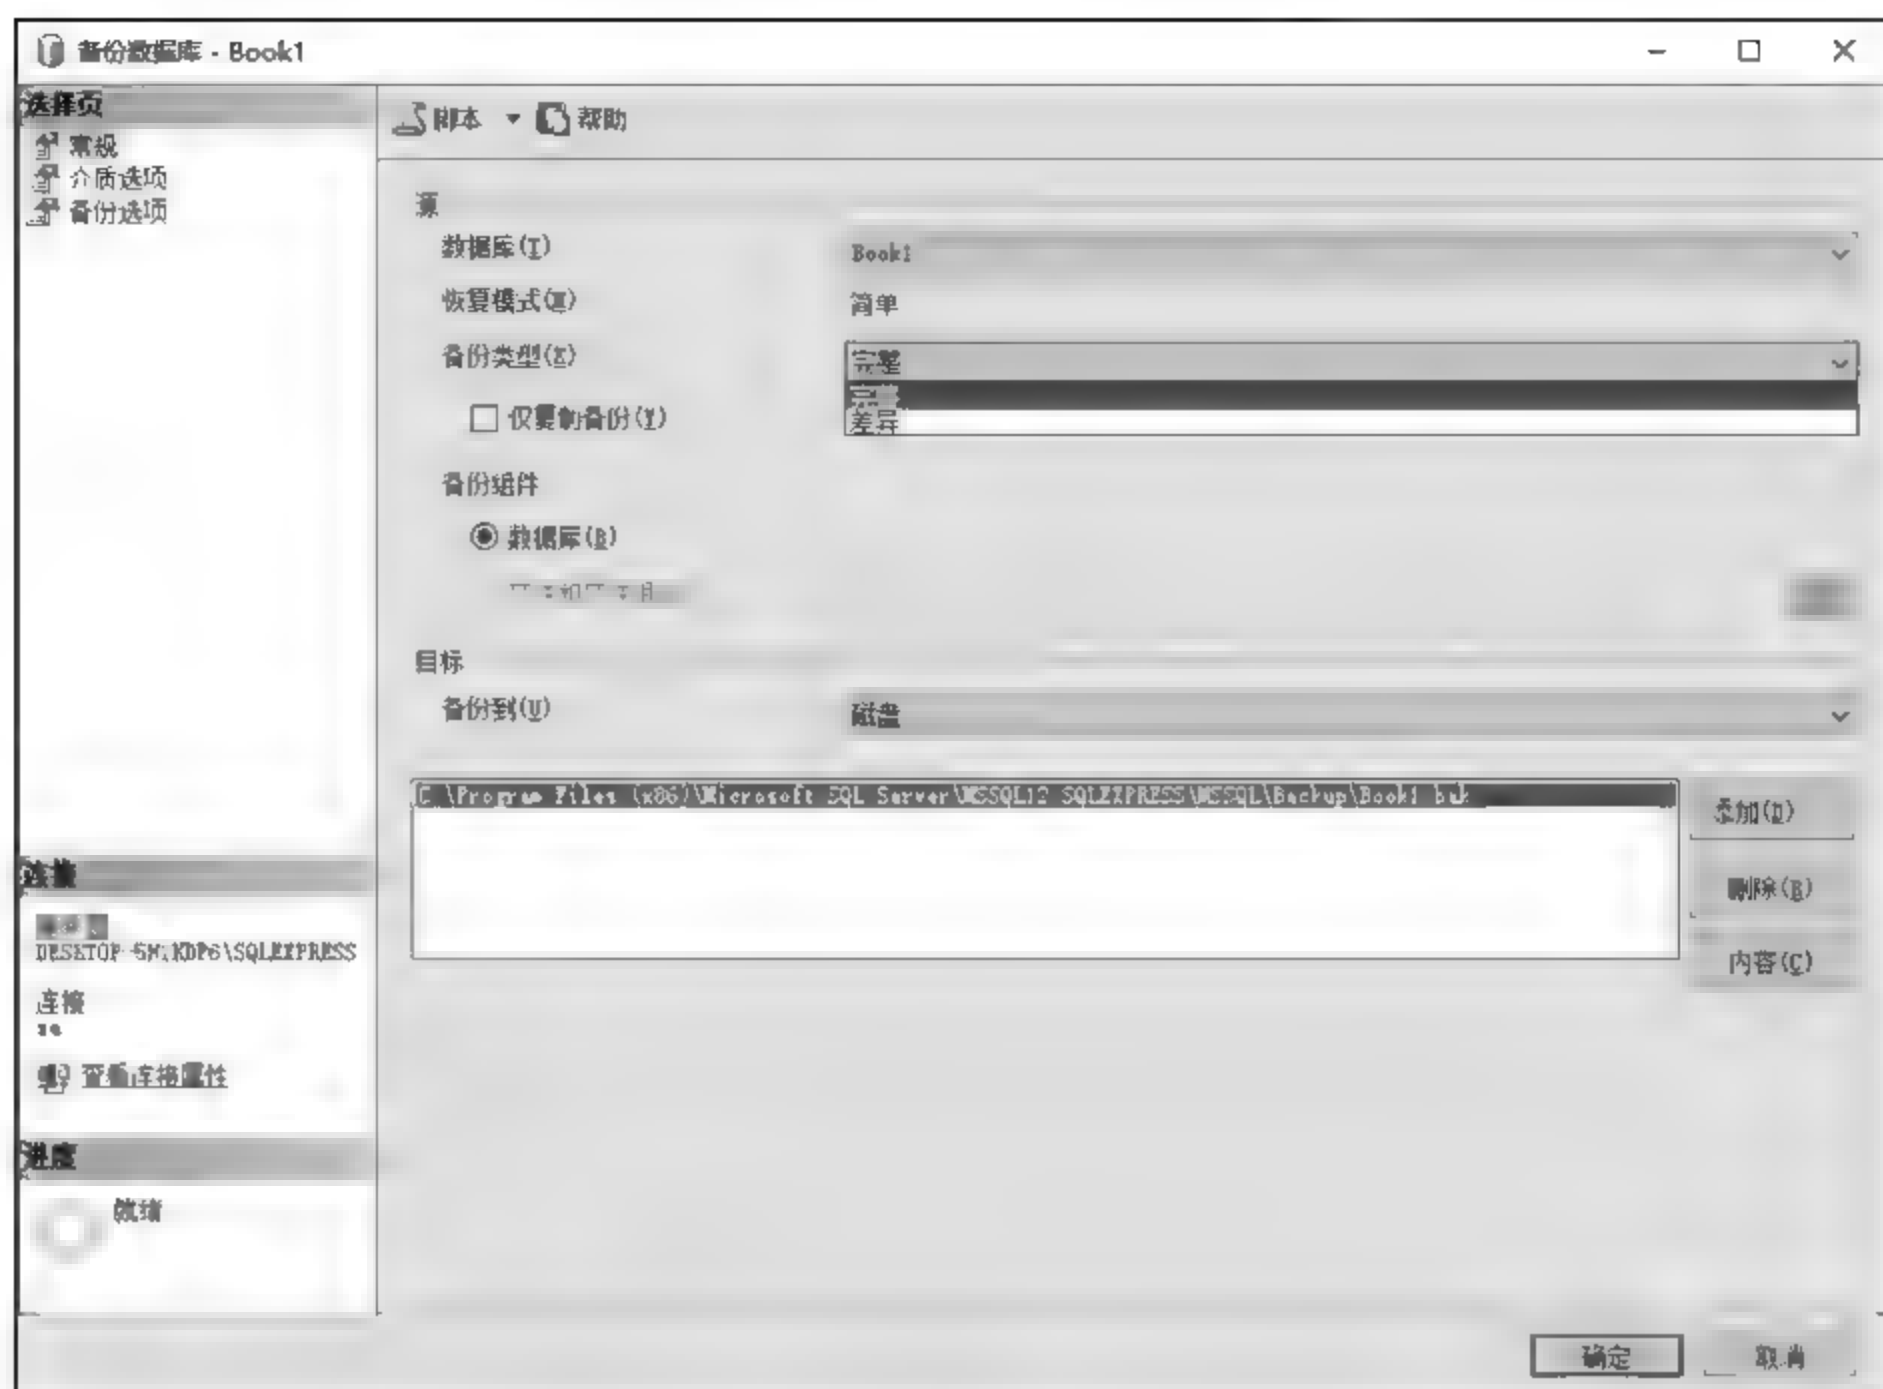 备份数据库 - Book1
选择页
常规
介质选项
备份选项
脚本 帮助
源
数据库(T)
Book1
恢复模式(M)
简单
备份类型(K)
完整
完整
差异
仅复制备份(Y)
备份组件
数据库(B)
目标
备份到(U)
磁盘
C:\Program Files (x86)\Microsoft SQL Server\MSSQL12.SQLEXPRESS\MSSQL\Backup\Book1.bak
添加(D)
删除(R)
内容(C)
连接
\SQLEXPRESS
连接
sa
查看连接属性
进度
就绪
确定
取消